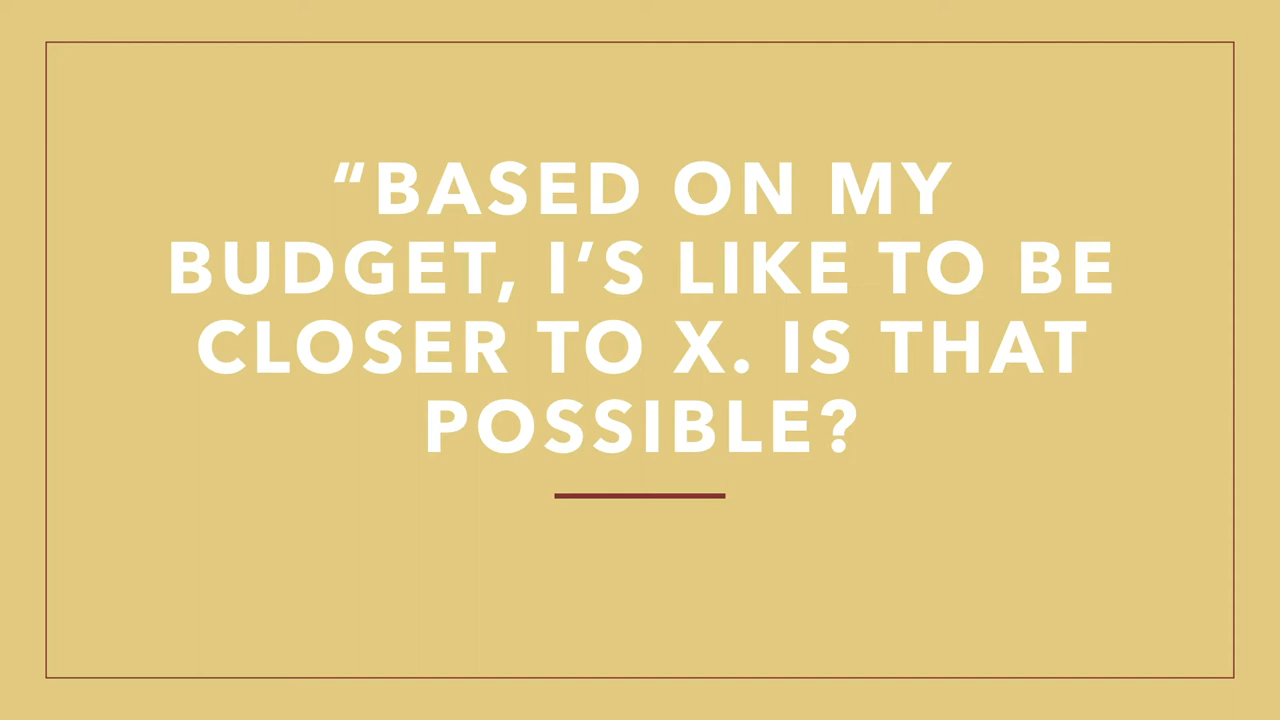 “BASED ON MY
BUDGET, I’S LIKE TO BE
CLOSER TO X. IS THAT
POSSIBLE?